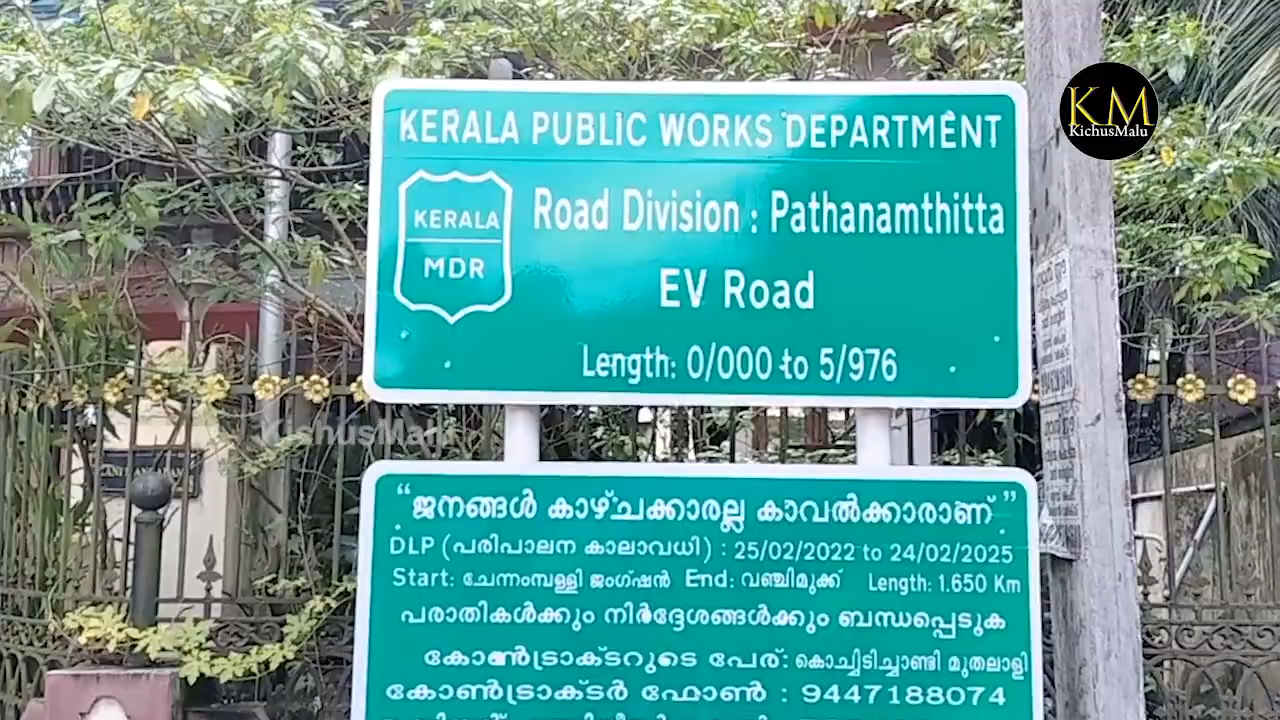 KM
KichusMalu
KERALA PUBLIC WORKS DEPARTMENT
KERALA
MDR
Road Division : Pathanamthitta
EV Road
Length: 0/000 to 5/976
KichusMalu
“ജനങ്ങൾ കാഴ്ചക്കാരല്ല കാവൽക്കാരാണ്”
DLP (പരിപാലന കാലാവധി) : 25/02/2022 to 24/02/2025
Start: ചേന്നംമ്പള്ളി ജംഗ്ഷൻ End: വഞ്ചിമുക്ക് Length: 1.650 Km
പരാതികൾക്കും നിർദ്ദേശങ്ങൾക്കും ബന്ധപ്പെടുക
കോൺട്രാക്ടറുടെ പേര്: കൊച്ചിടിച്ചാണ്ടി മുതലാളി
കോൺട്രാക്ടർ ഫോൺ : 9447188074